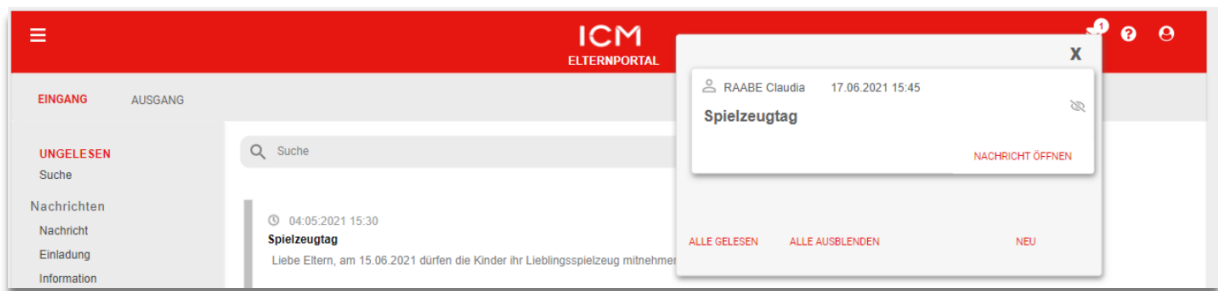 ICM
ELTERNPORTAL
1
?
X
EINGANG AUSGANG
RAABE Claudia 17.06.2021 15:45
Spielzeugtag
NACHRICHT ÖFFNEN
UNGELESEN
Suche
Suche
Nachrichten
Nachricht
Einladung
Information
04:05:2021 15:30
Spielzeugtag
Liebe Eltern, am 15.06.2021 dürfen die Kinder ihr Lieblingsspielzeug mitnehmen
ALLE GELESEN ALLE AUSBLENDEN NEU